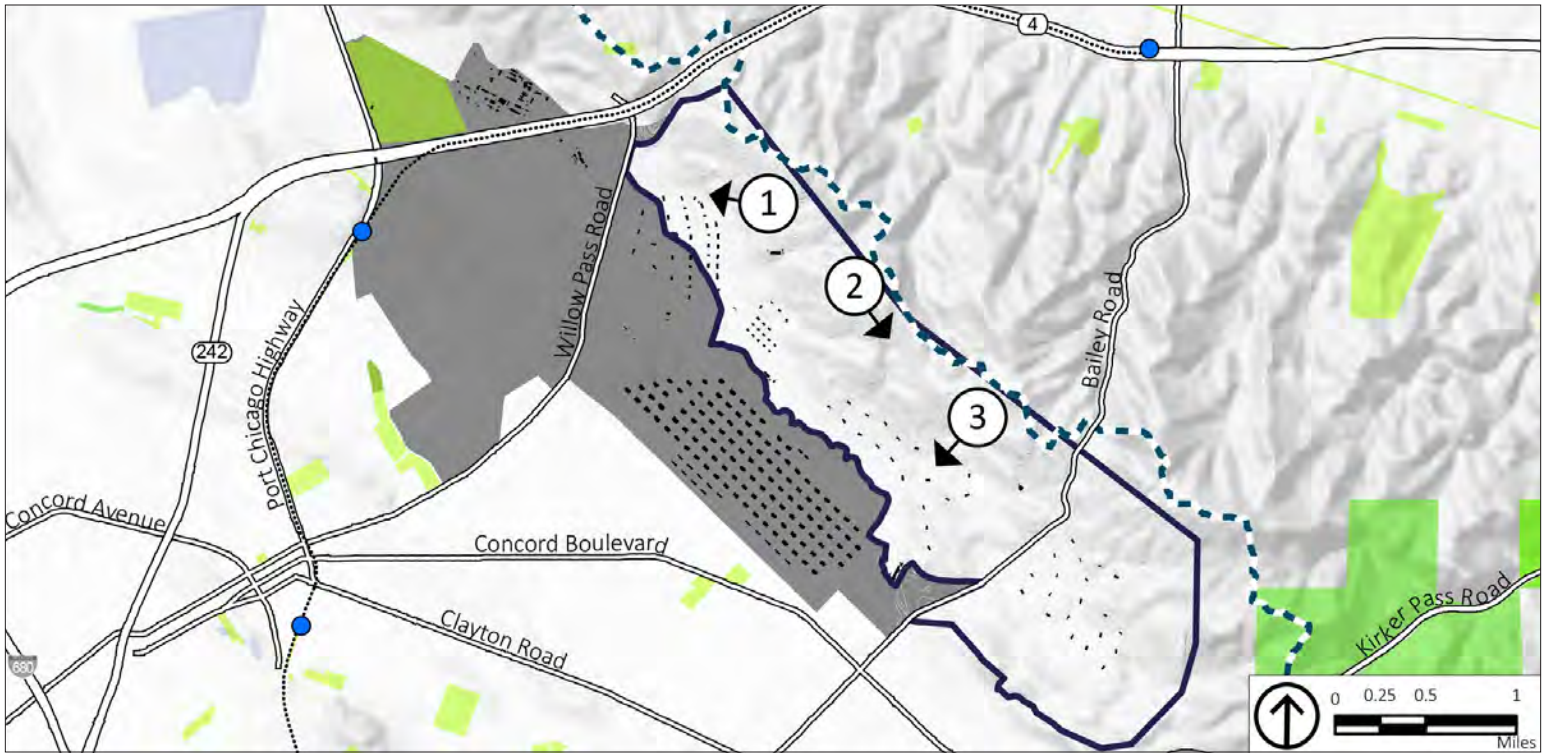 4
1
Willow Pass Road
2
Bailey Road
242
Port Chicago Highway
3
Concord Avenue
Concord Boulevard
Clayton Road
Kirker Pass Road
680
0 0.25 0.5 1
Miles